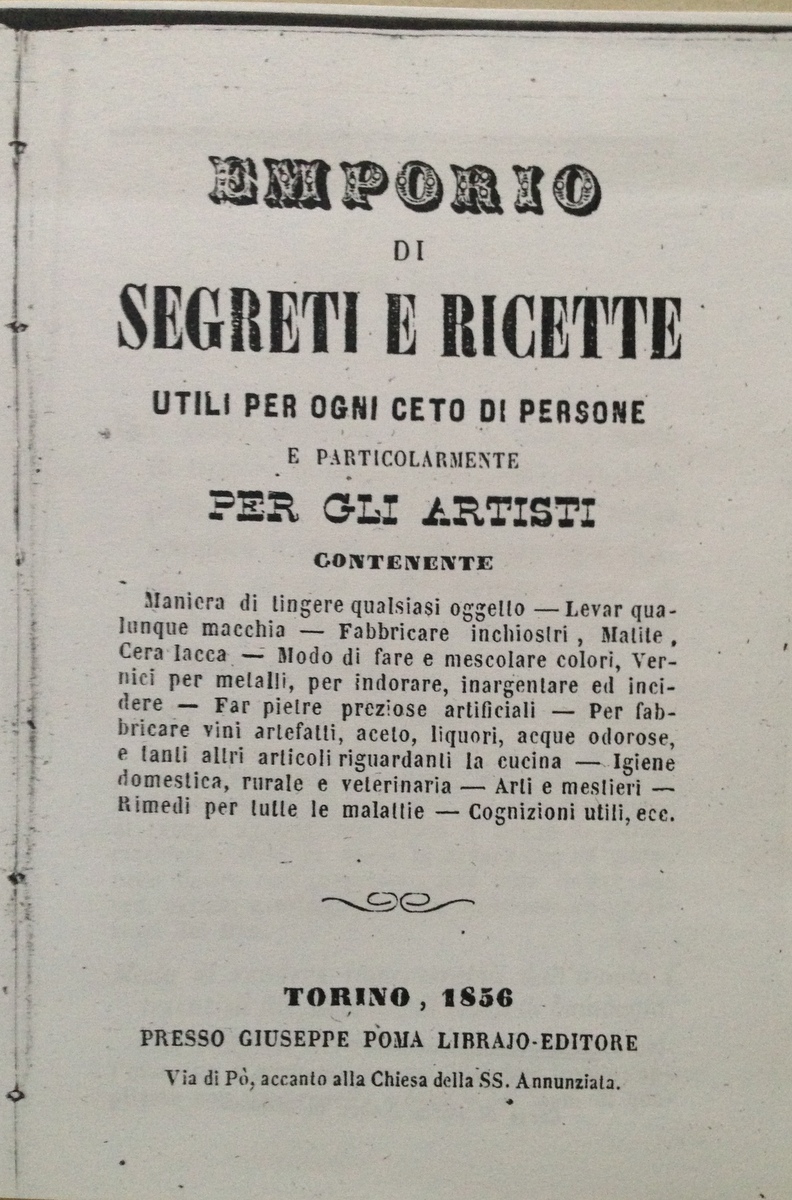 EMPORIO
DI
SEGRETI E RICETTE
UTILI PER OGNI CETO DI PERSONE
E PARTICOLARMENTE
PER GLI ARTISTI
CONTENENTE
Maniera di tingere qualsiasi oggetto — Levar qua-
lunque macchia — Fabbricare inchiostri, Matite,
Cera lacca — Modo di fare e mescolare colori, Ver-
nici per metalli, per indorare, inargentare ed inci-
dere — Far pietre preziose artificiali — Per fab-
bricare vini artefatti, aceto, liquori, acque odorose,
e tanti altri articoli riguardanti la cucina — Igiene
domestica, rurale e veterinaria — Arti e mestieri —
Rimedi per tutte le malattie — Cognizioni utili, ecc.
TORINO, 1856
PRESSO GIUSEPPE POMA LIBRAJO-EDITORE
Via di Pò, accanto alla Chiesa della SS. Annunziata.